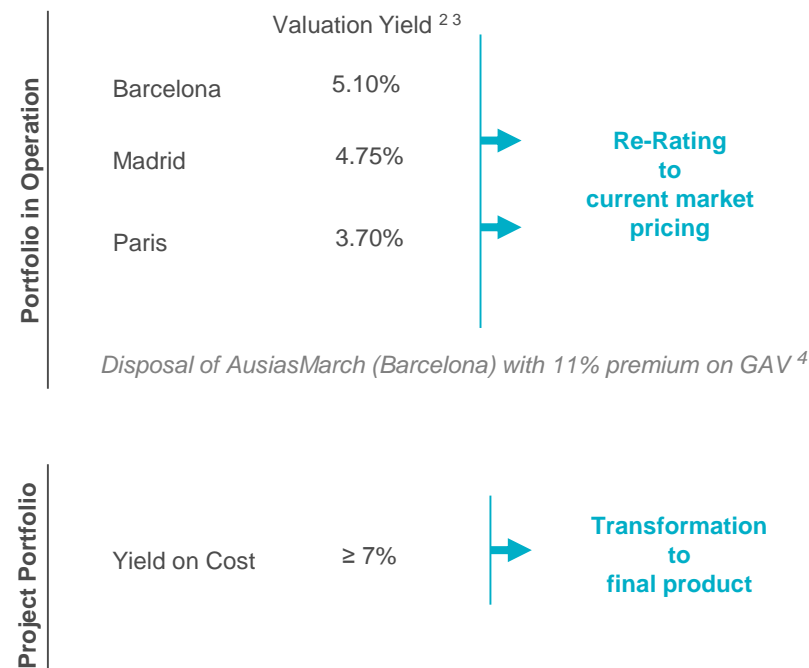 Valuation Yield 2 3
Portfolio in Operation
Barcelona 5.10%
Madrid 4.75%
Paris 3.70%
Re-Rating
to
current market
pricing
Disposal of AusiasMarch (Barcelona) with 11% premium on GAV 4
Project Portfolio
Yield on Cost ≥ 7%
Transformation
to
final product